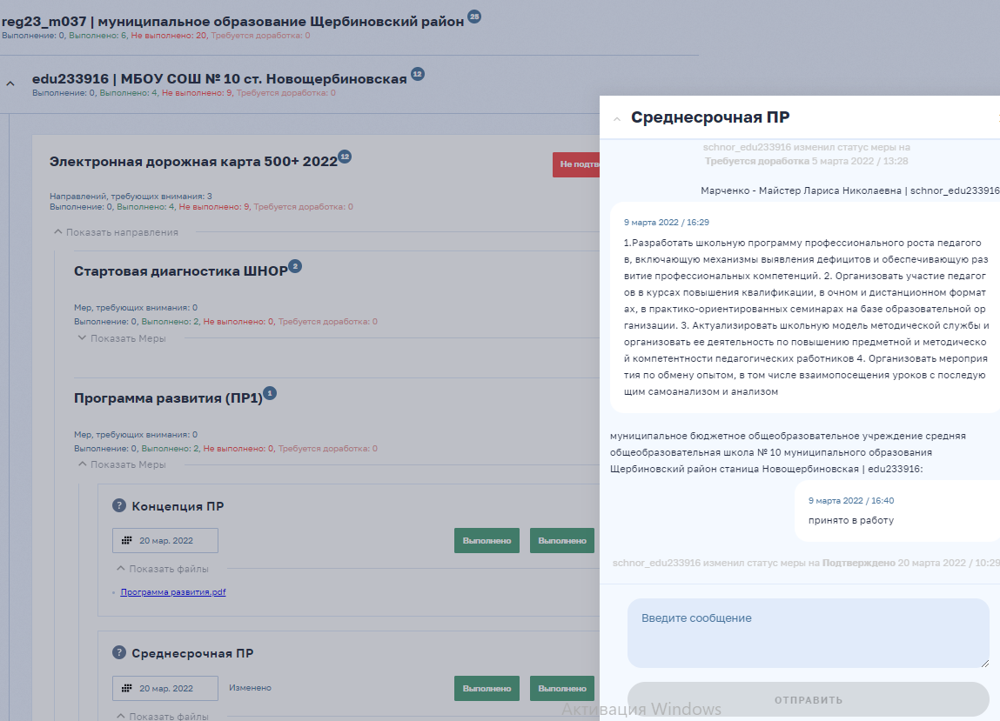 reg23_m037 | муниципальное образование Щербиновский район 25
Выполнение: 0, Выполнено: 6, Не выполнено: 20, Требуется доработка: 0
edu233916 | МБОУ СОШ № 10 ст. Новощербиновская 12
Выполнение: 0, Выполнено: 4, Не выполнено: 9, Требуется доработка: 0
Электронная дорожная карта 500+ 2022 12
Не подтве
Направлений, требующих внимания: 3
Выполнение: 0, Выполнено: 4, Не выполнено: 9, Требуется доработка: 0
Показать направления
Стартовая диагностика ШНОР 2
Мер, требующих внимания: 0
Выполнение: 0, Выполнено: 2, Не выполнено: 0, Требуется доработка: 0
Показать Меры
Программа развития (ПР1) 1
Мер, требующих внимания: 0
Выполнение: 0, Выполнено: 2, Не выполнено: 0, Требуется доработка: 0
Показать Меры
? Концепция ПР
20 мар. 2022 Выполнено Выполнено
Показать файлы
Программа развития.pdf
? Среднесрочная ПР
20 мар. 2022 Изменено Выполнено Выполнено
Показать файлы
Среднесрочная ПР
schnor_edu233916 изменил статус меры на
Требуется доработка 5 марта 2022 / 13:28
Марченко - Майстер Лариса Николаевна | schnor_edu233916
9 марта 2022 / 16:29
1.Разработать школьную программу профессионального роста педагого
в, включающую механизмы выявления дефицитов и обеспечивающую раз
витие профессиональных компетенций. 2. Организовать участие педагог
ов в курсах повышения квалификации, в очном и дистанционном формат
ах, в практико-ориентированных семинарах на базе образовательной ор
ганизации. 3. Актуализировать школьную модель методической службы и
организовать ее деятельность по повышению предметной и методическо
й компетентности педагогических работников 4. Организовать мероприя
тия по обмену опытом, в том числе взаимопосещения уроков с последую
щим самоанализом и анализом
муниципальное бюджетное общеобразовательное учреждение средняя
общеобразовательная школа № 10 муниципального образования
Щербиновский район станица Новощербиновская | edu233916:
9 марта 2022 / 16:40
принято в работу
schnor_edu233916 изменил статус меры на Подтверждено 20 марта 2022 / 10:29
Введите сообщение
ОТПРАВИТЬ
Активация Windows